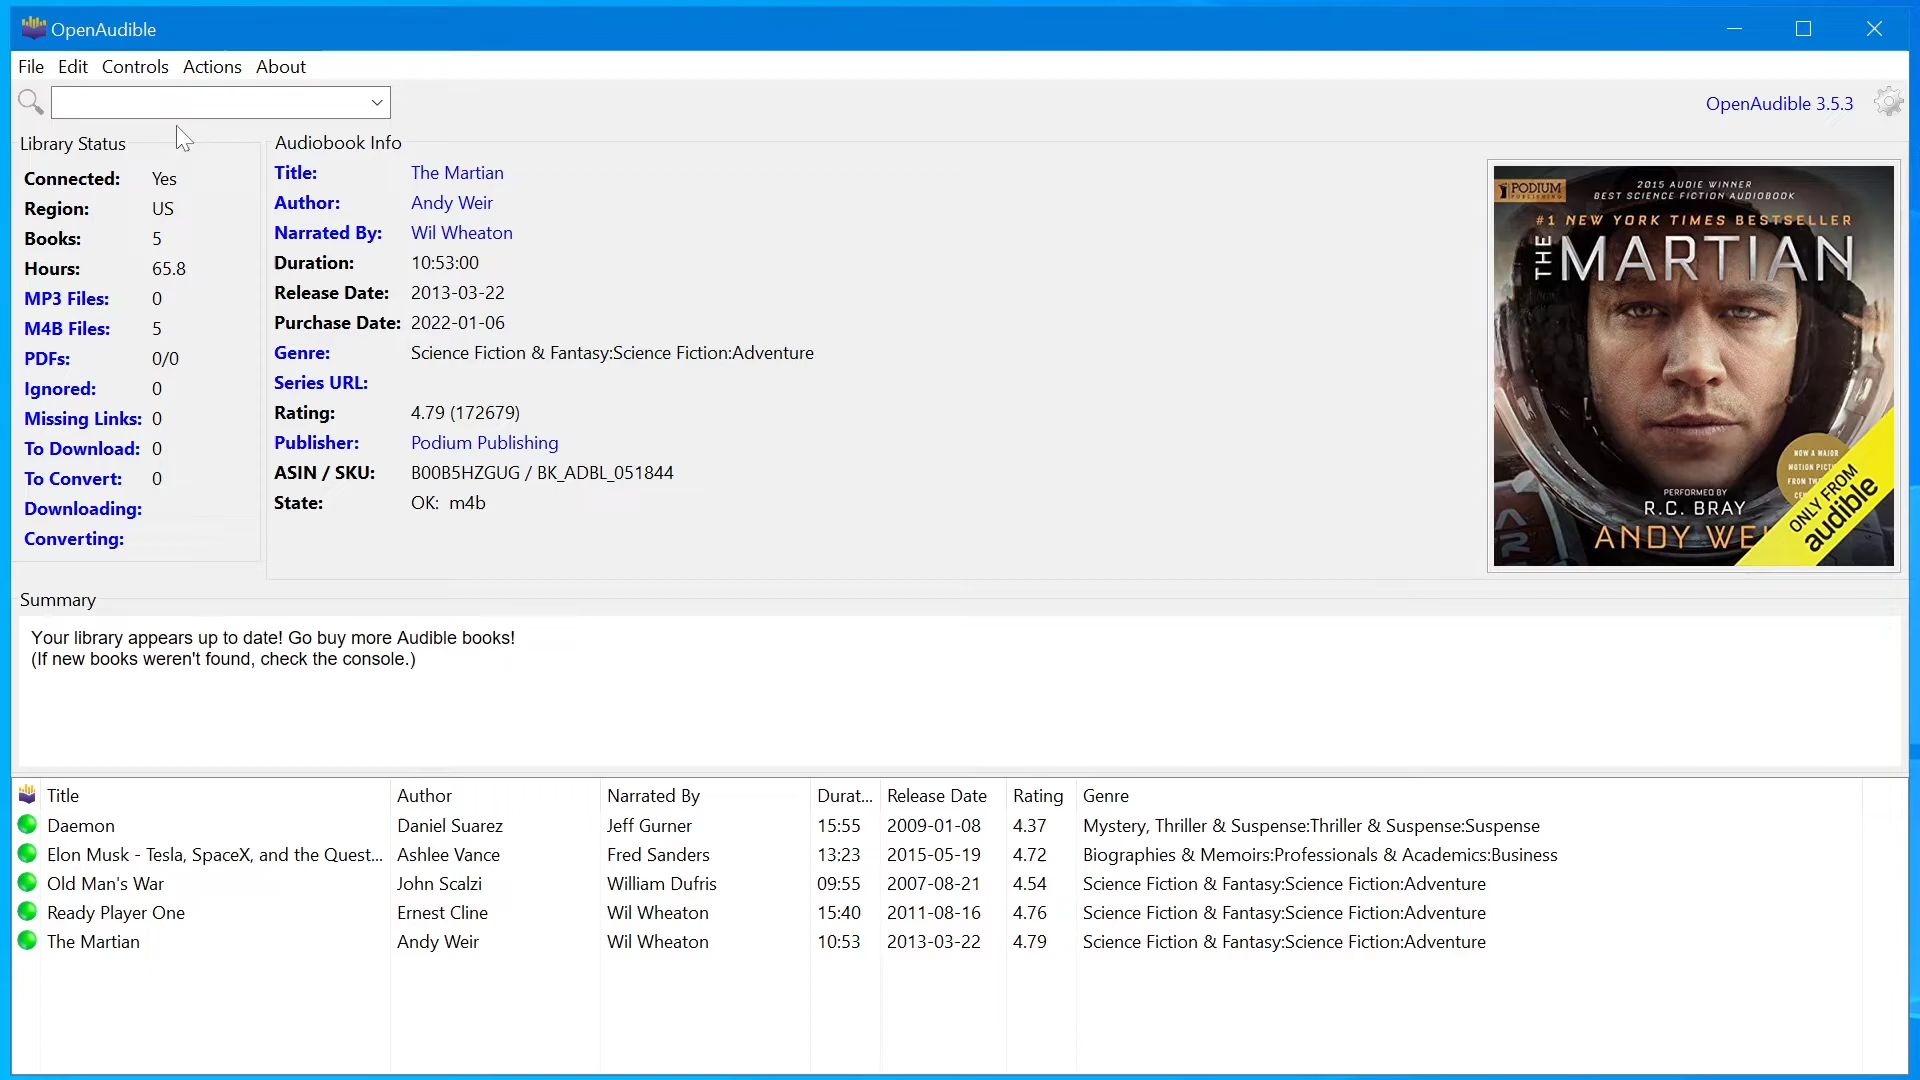 OpenAudible
File Edit Controls Actions About
OpenAudible 3.5.3
Library Status
Connected: Yes
Region: US
Books: 5
Hours: 65.8
MP3 Files: 0
M4B Files: 5
PDFs: 0/0
Ignored: 0
Missing Links: 0
To Download: 0
To Convert: 0
Downloading:
Converting:
Audiobook Info
Title: The Martian
Author: Andy Weir
Narrated By: Wil Wheaton
Duration: 10:53:00
Release Date: 2013-03-22
Purchase Date: 2022-01-06
Genre: Science Fiction & Fantasy:Science Fiction:Adventure
Series URL:
Rating: 4.79 (172679)
Publisher: Podium Publishing
ASIN / SKU: B00B5HZGUG / BK_ADBL_051844
State: OK: m4b
PODIUM
PUBLISHING
2015 AUDIE WINNER
BEST SCIENCE FICTION AUDIOBOOK
#1 NEW YORK TIMES BESTSELLER
THE MARTIAN
NOW A MAJOR
MOTION PICT
FROM
PERFORMED BY
R.C. BRAY
ANDY WE
ONLY FROM
audible
Summary
Your library appears up to date! Go buy more Audible books!
(If new books weren't found, check the console.)
Title Author Narrated By Durat... Release Date Rating Genre
Daemon Daniel Suarez Jeff Gurner 15:55 2009-01-08 4.37 Mystery, Thriller & Suspense:Thriller & Suspense:Suspense
Elon Musk - Tesla, SpaceX, and the Quest... Ashlee Vance Fred Sanders 13:23 2015-05-19 4.72 Biographies & Memoirs:Professionals & Academics:Business
Old Man's War John Scalzi William Dufris 09:55 2007-08-21 4.54 Science Fiction & Fantasy:Science Fiction:Adventure
Ready Player One Ernest Cline Wil Wheaton 15:40 2011-08-16 4.76 Science Fiction & Fantasy:Science Fiction:Adventure
The Martian Andy Weir Wil Wheaton 10:53 2013-03-22 4.79 Science Fiction & Fantasy:Science Fiction:Adventure